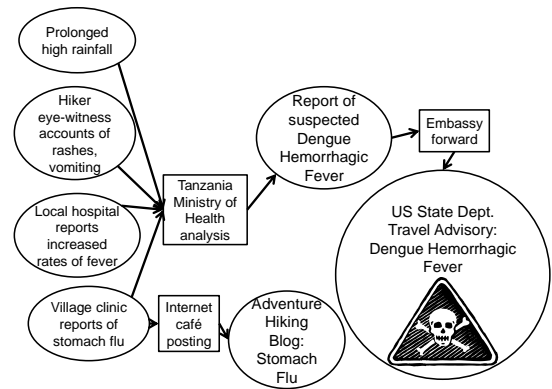 Prolonged
high rainfall
Hiker
eye-witness
accounts of
rashes,
vomiting
Local hospital
reports
increased
rates of fever
Village clinic
reports of
stomach flu
Tanzania
Ministry of
Health
analysis
Internet
café
posting
Report of
suspected
Dengue
Hemorrhagic
Fever
Adventure
Hiking
Blog:
Stomach
Flu
Embassy
forward
US State Dept.
Travel Advisory:
Dengue Hemorrhagic
Fever